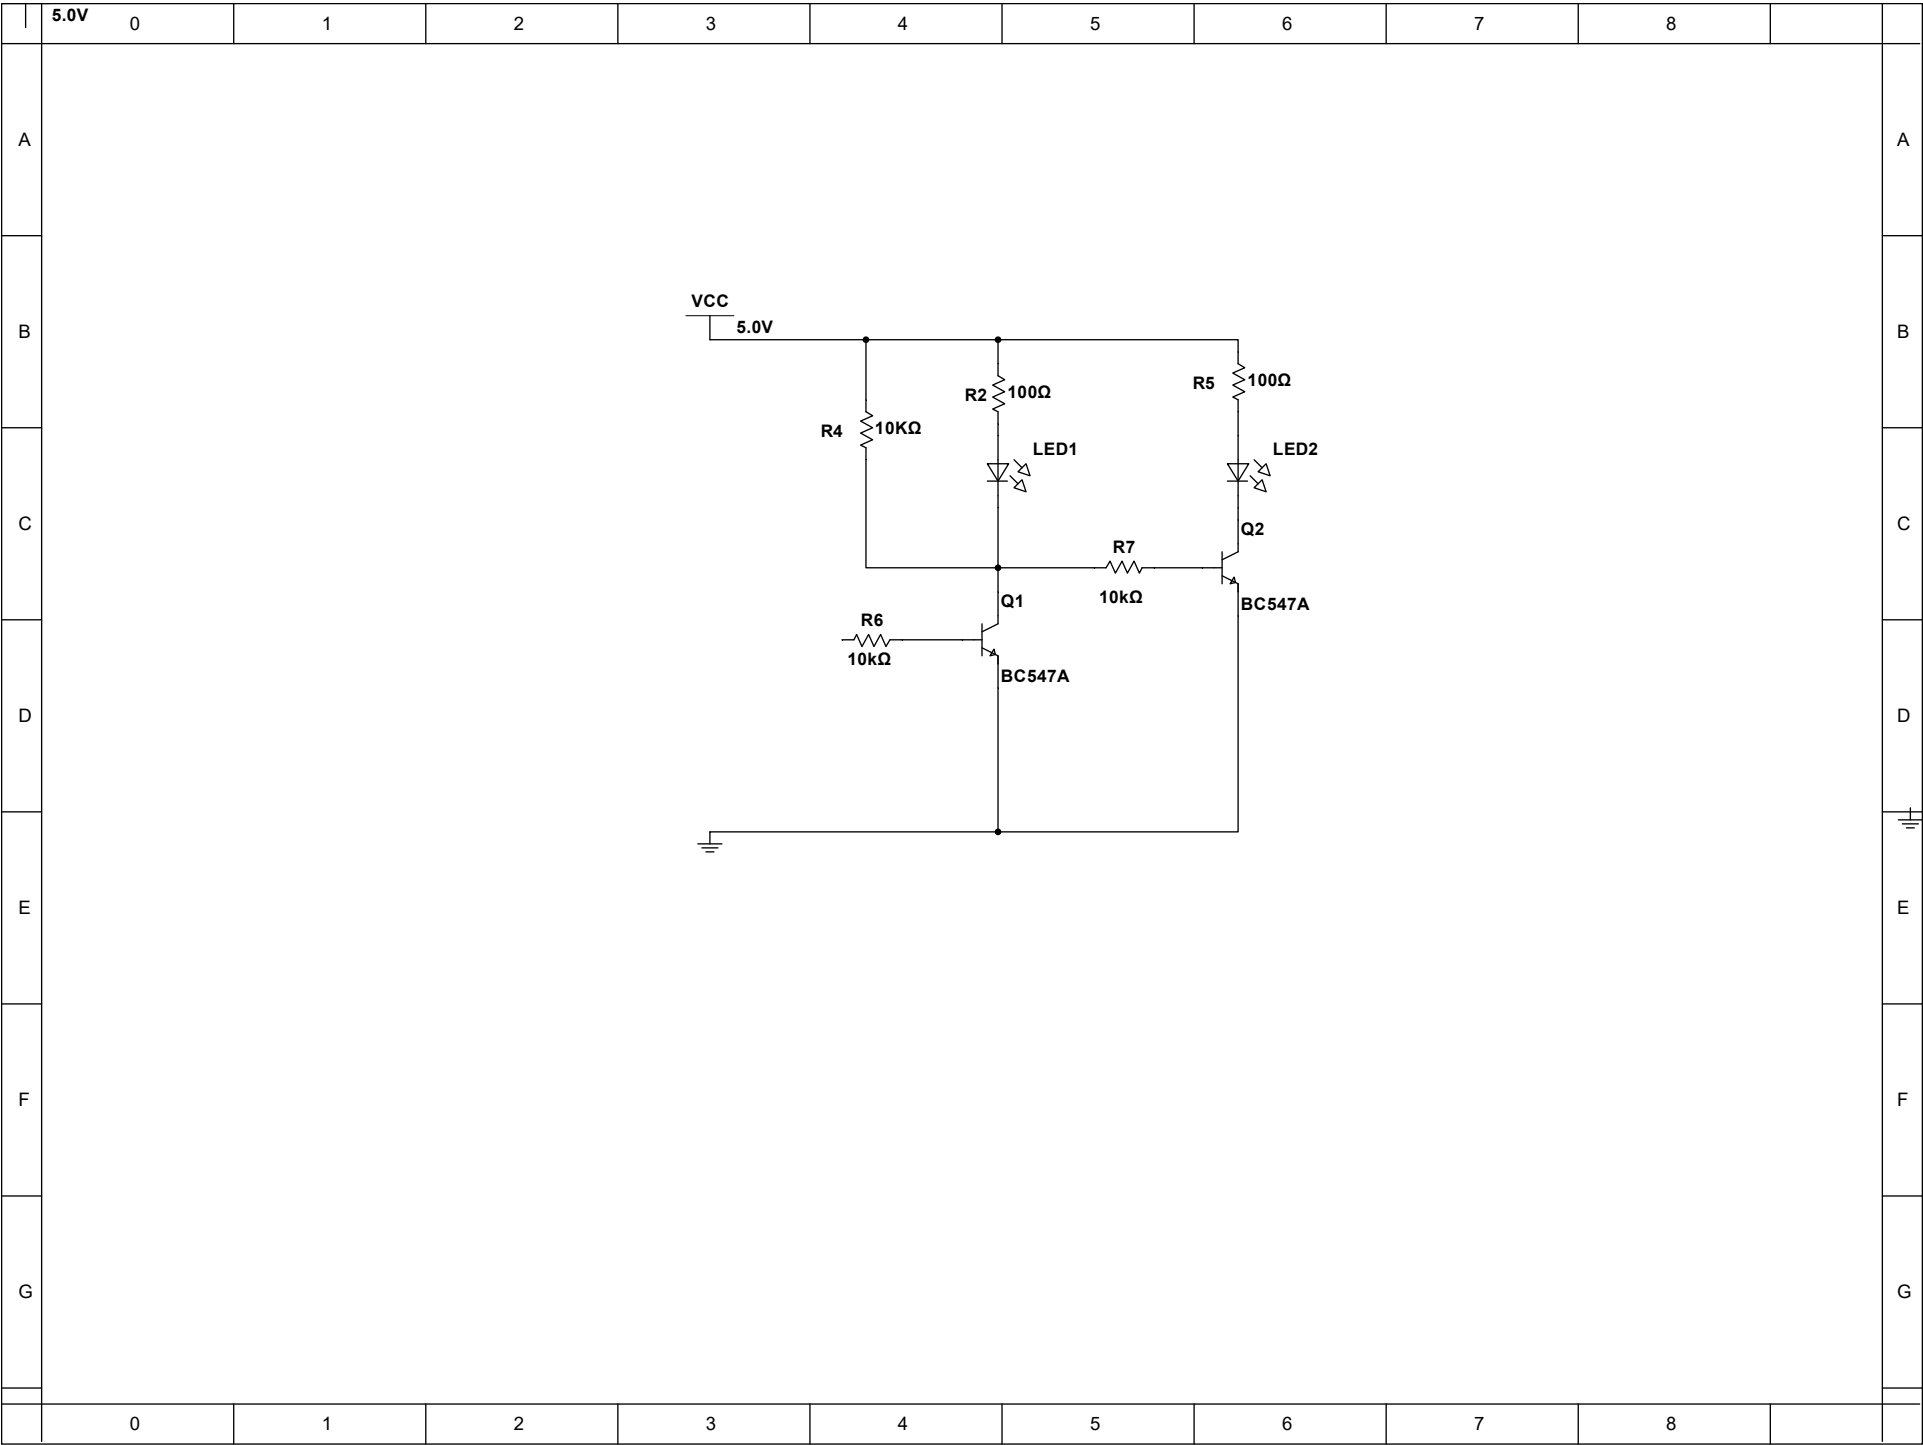 5.0V
0 1 2 3 4 5 6 7 8
A A
VCC
B 5.0V B
R2 100Ω R5 100Ω
R4 10KΩ
LED1 LED2
C Q2 C
R7
10kΩ BC547A
Q1
R6
10kΩ
BC547A
D D
E E
F F
G G
0 1 2 3 4 5 6 7 8